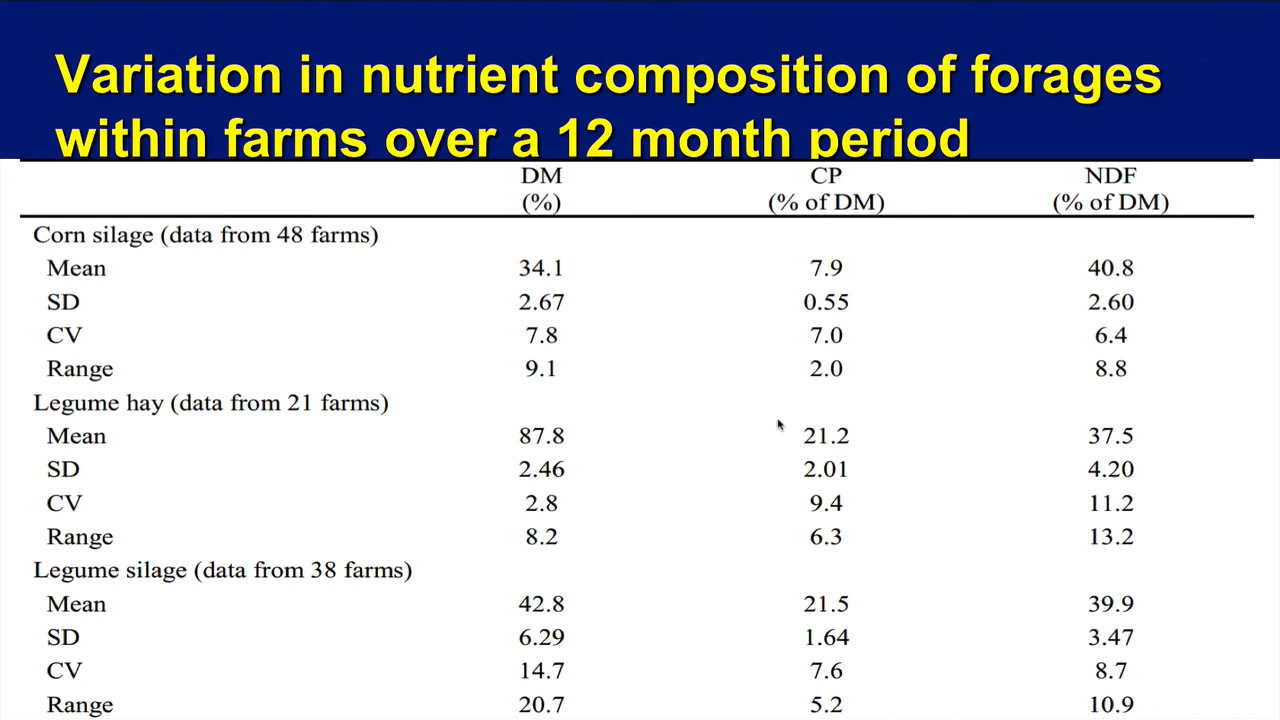 Variation in nutrient composition of forages
within farms over a 12 month period
DM CP NDF
(%) (% of DM) (% of DM)
Corn silage (data from 48 farms)
Mean 34.1 7.9 40.8
SD 2.67 0.55 2.60
CV 7.8 7.0 6.4
Range 9.1 2.0 8.8
Legume hay (data from 21 farms)
Mean 87.8 21.2 37.5
SD 2.46 2.01 4.20
CV 2.8 9.4 11.2
Range 8.2 6.3 13.2
Legume silage (data from 38 farms)
Mean 42.8 21.5 39.9
SD 6.29 1.64 3.47
CV 14.7 7.6 8.7
Range 20.7 5.2 10.9